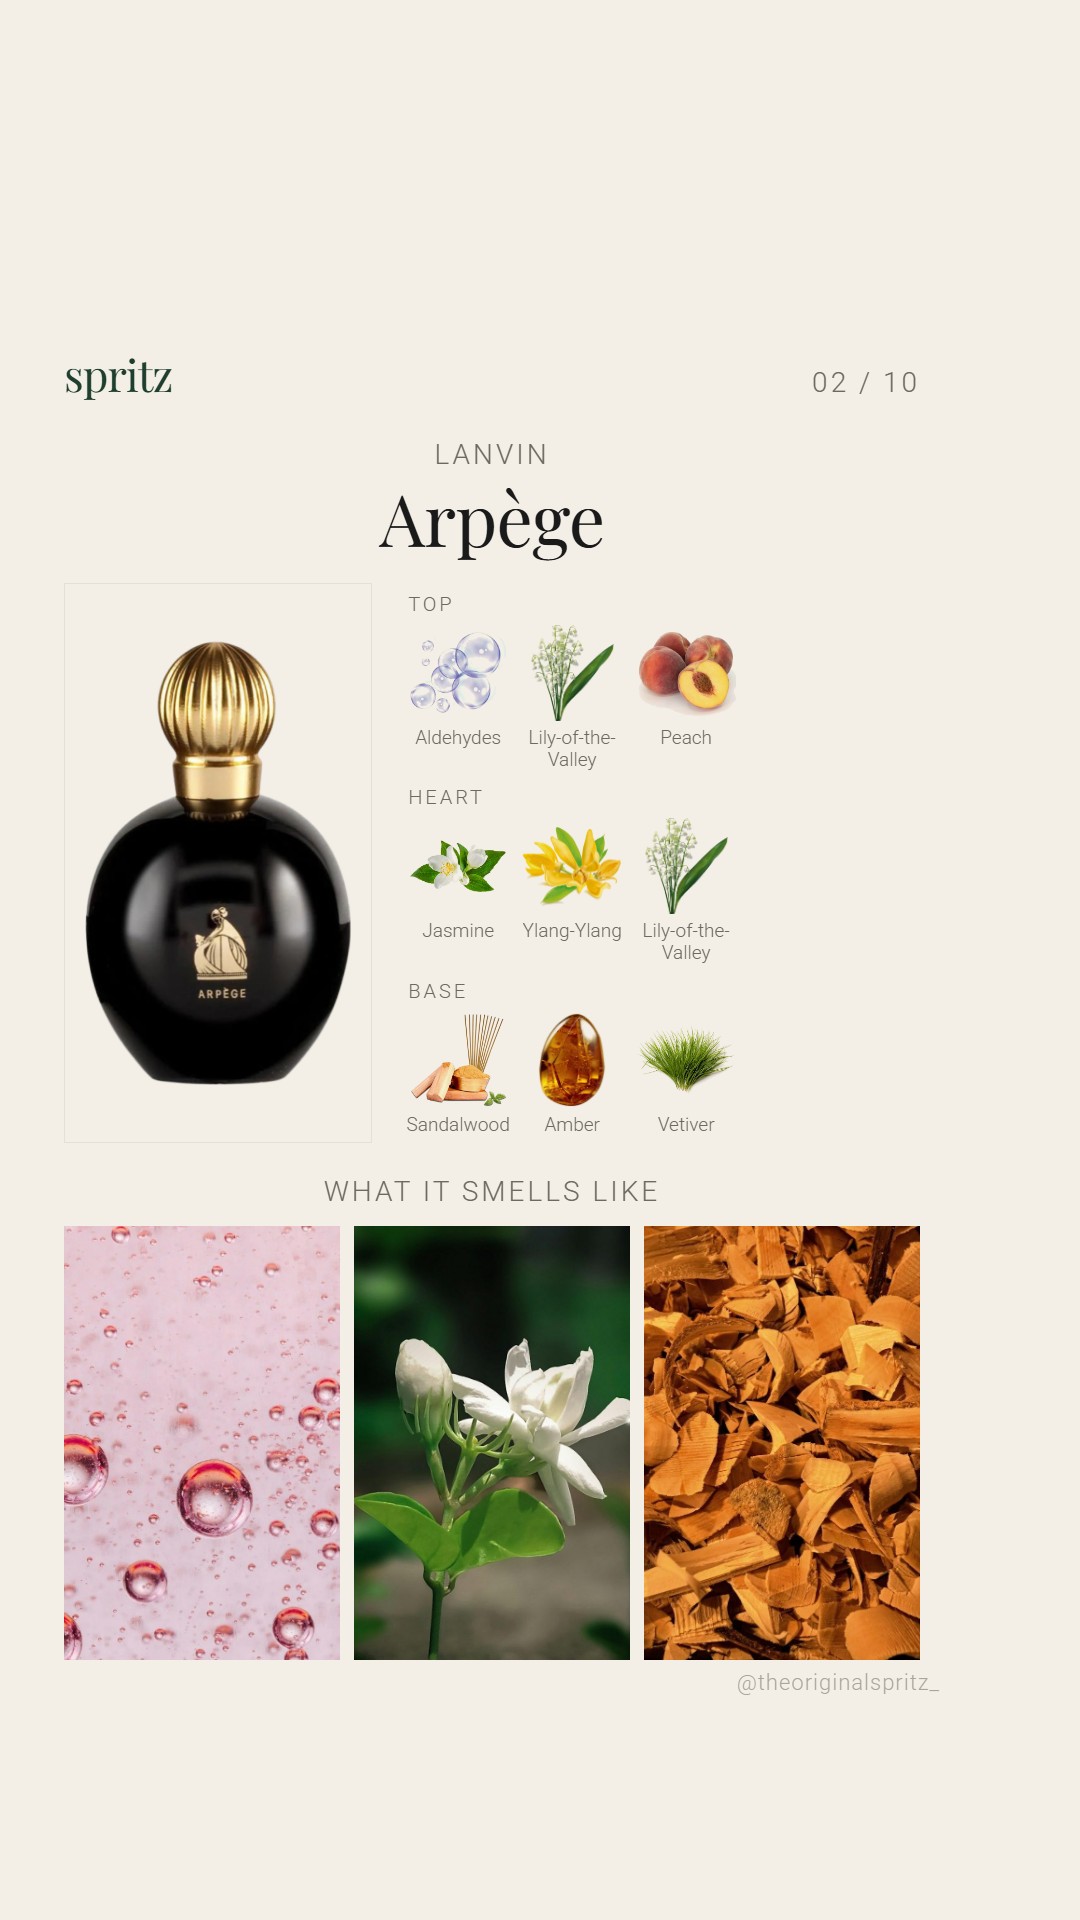 spritz
02 / 10
LANVIN
Arpège
ARPÈGE
TOP
Aldehydes
Lily-of-the-
Valley
Peach
HEART
Jasmine
Ylang-Ylang
Lily-of-the-
Valley
BASE
Sandalwood
Amber
Vetiver
WHAT IT SMELLS LIKE
@theoriginalspritz_